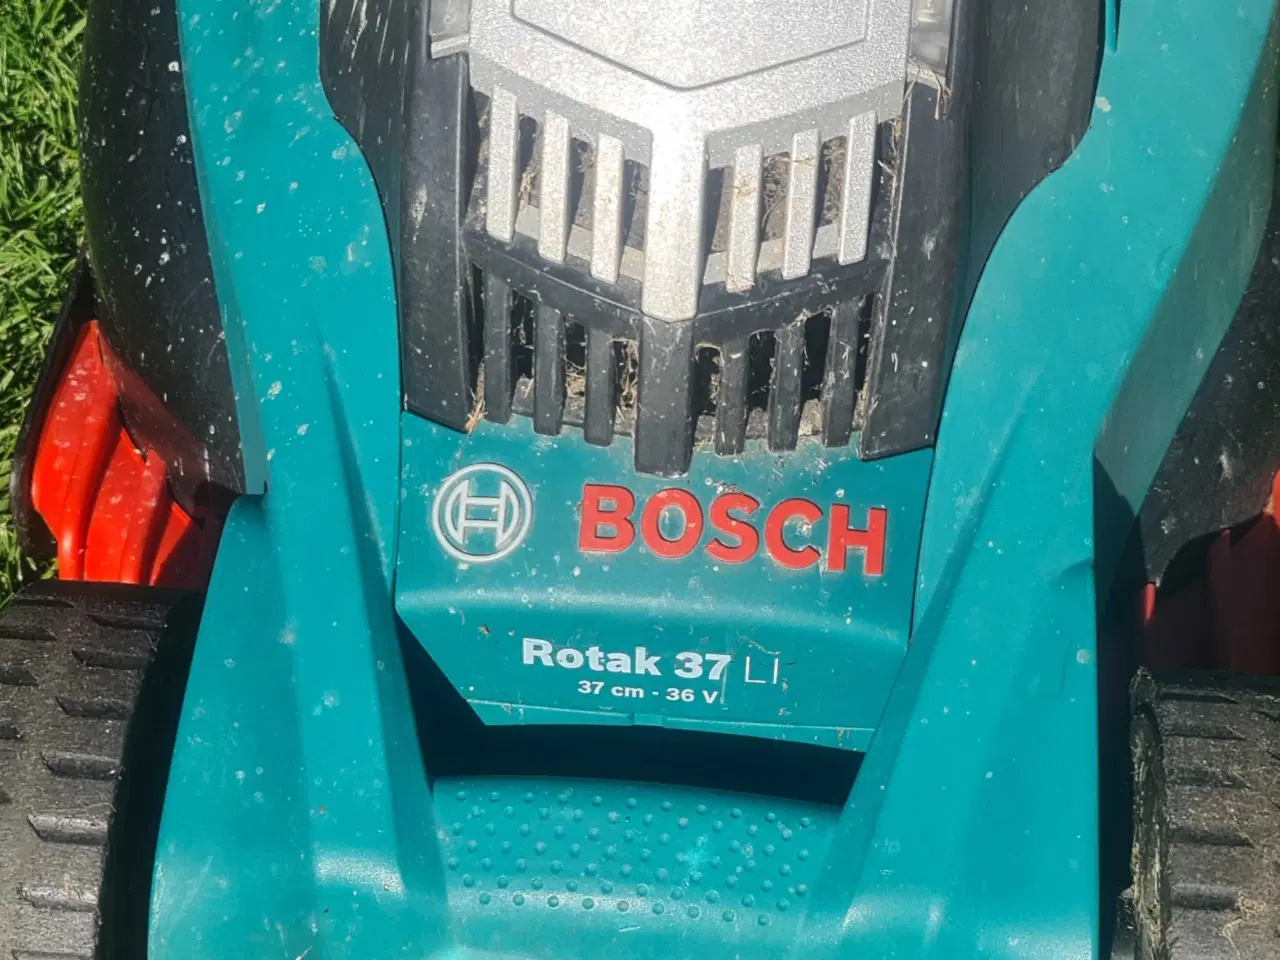 BOSCH
Rotak 37 LI
37 cm - 36 V